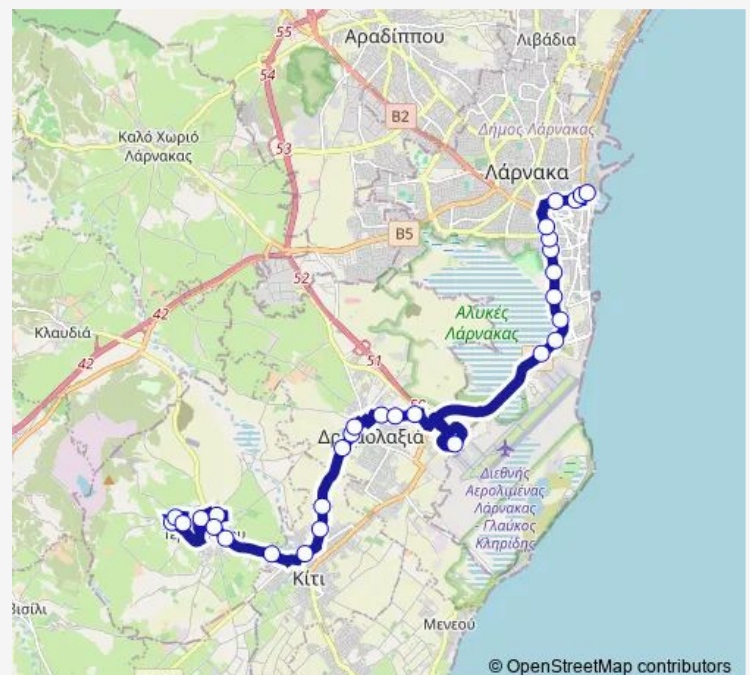 55
Αραδίππου
Λιβάδια
54
B2
Καλό Χωριό
Λάρνακας
Δήμος Λάρνακας
53
Λάρνακα
B5
52
42
Αλυκές
Λάρνακας
Κλαυδιά
42
51
Διεθνής
Αερολιμένας
Λάρνακας
- Γλαύκος
Κληρίδης
Κίτι
Μενεού
© OpenStreetMap contributors